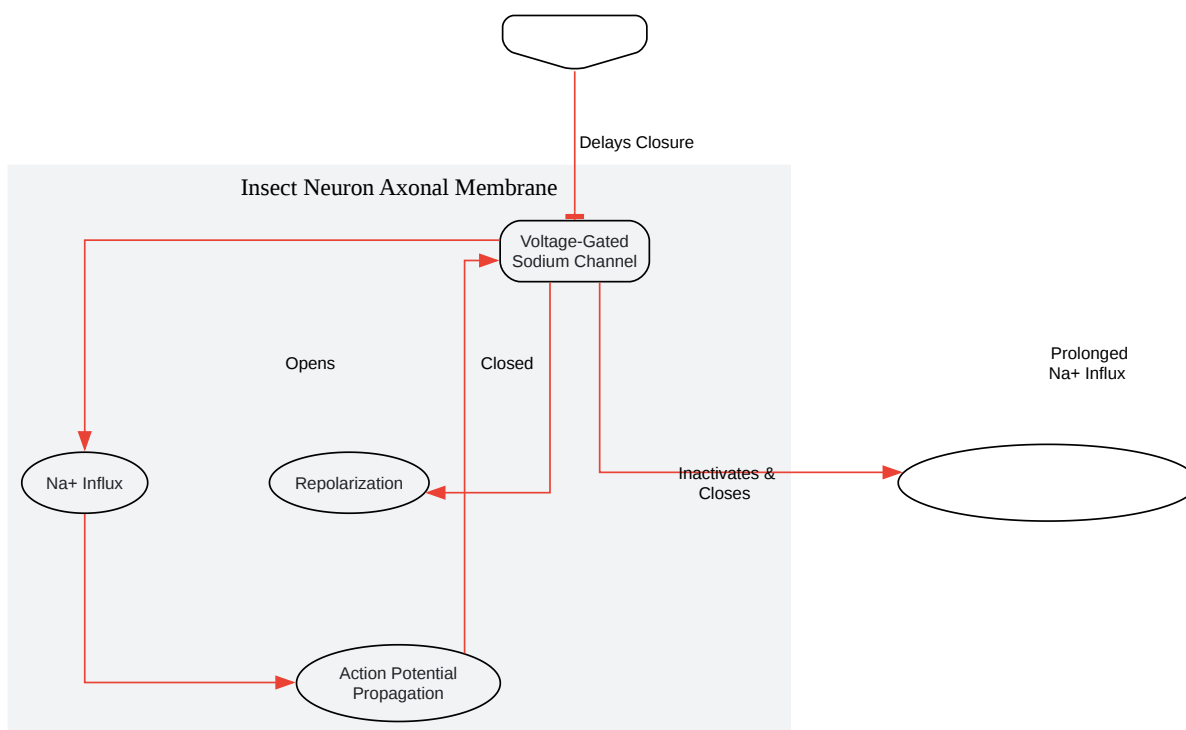 Delays Closure
Insect Neuron Axonal Membrane
Voltage-Gated
Sodium Channel
Opens
Closed
Prolonged
Na+ Influx
Inactivates &
Closes
Na+ Influx
Repolarization
Action Potential
Propagation